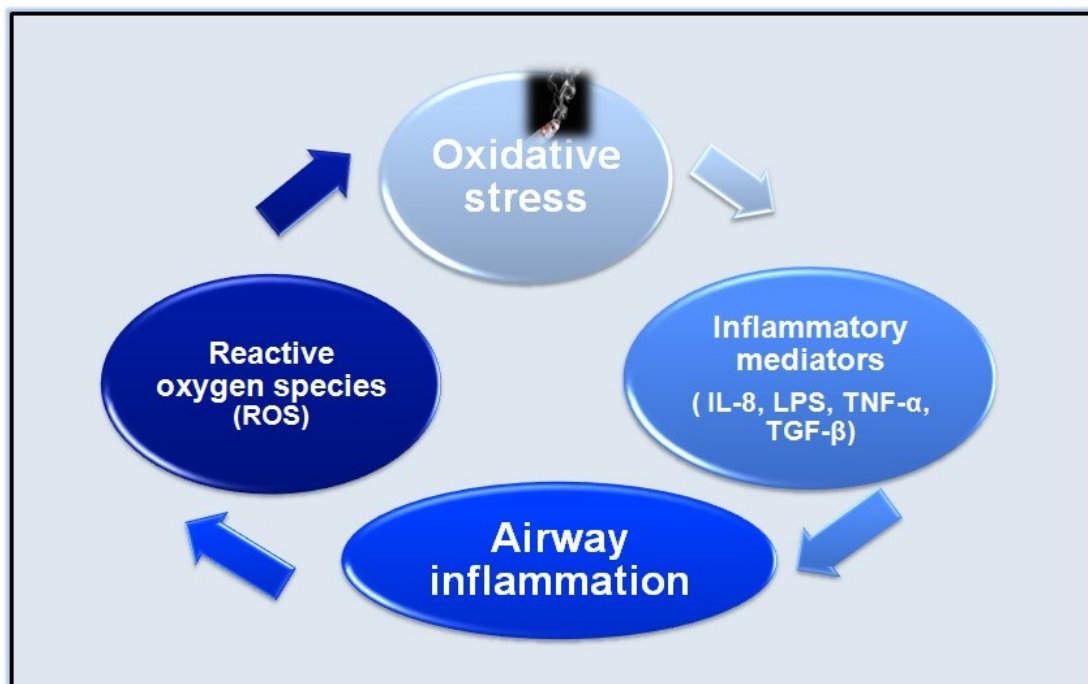 Oxidative
stress
Inflammatory
mediators
( IL-8, LPS, TNF-α,
TGF-β)
Airway
inflammation
Reactive
oxygen species
(ROS)